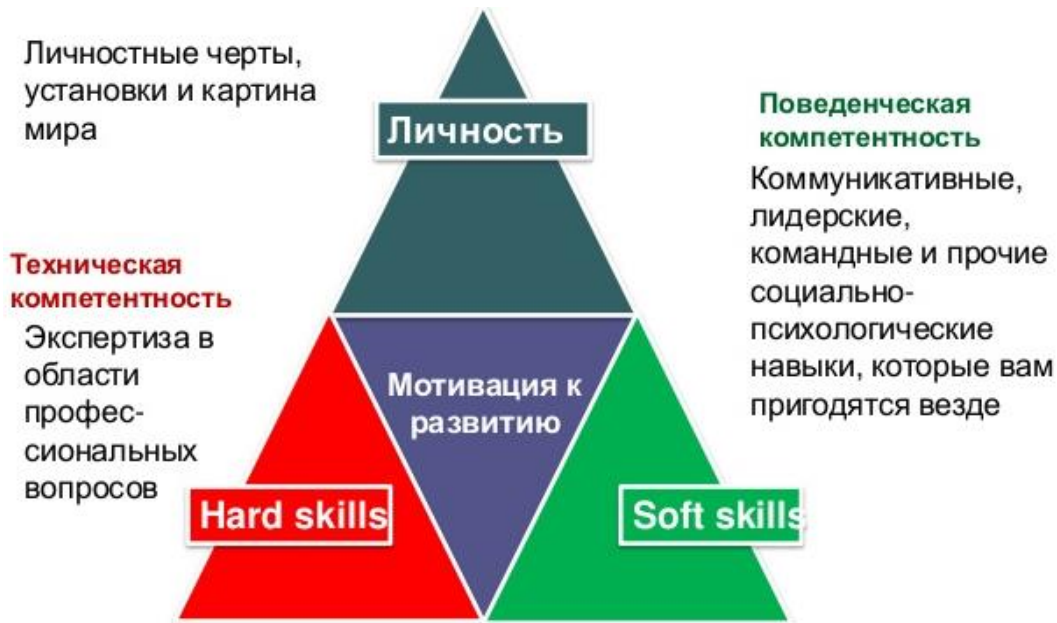 Личностные черты,
установки и картина
мира
Личность
Поведенческая
компетентность
Коммуникативные,
лидерские,
командные и прочие
социально-
психологические
навыки, которые вам
пригодятся везде
Техническая
компетентность
Экспертиза в
области
профес-
сиональных
вопросов
Мотивация к
развитию
Hard skills
Soft skills